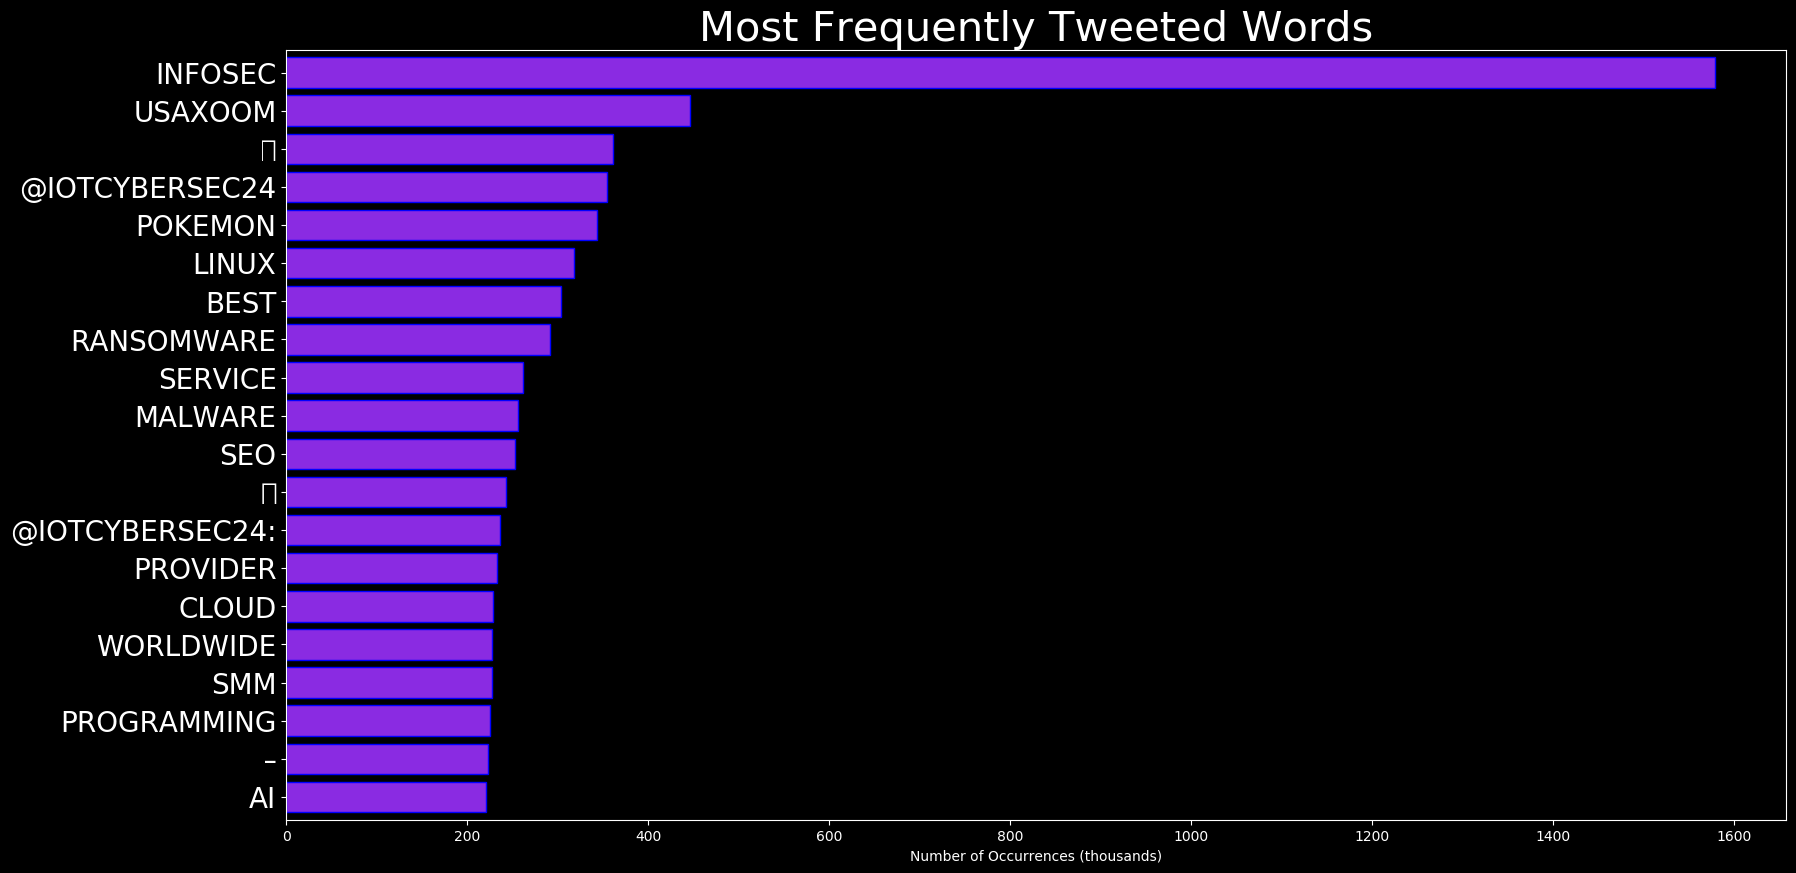 Most Frequently Tweeted Words
INFOSEC
USAXOOM
@IOTCYBERSEC24
POKEMON
LINUX
BEST
RANSOMWARE
SERVICE
MALWARE
SEO
@IOTCYBERSEC24:
PROVIDER
CLOUD
WORLDWIDE
SMM
PROGRAMMING
–
AI
0 200 400 600 800 1000 1200 1400 1600
Number of Occurrences (thousands)